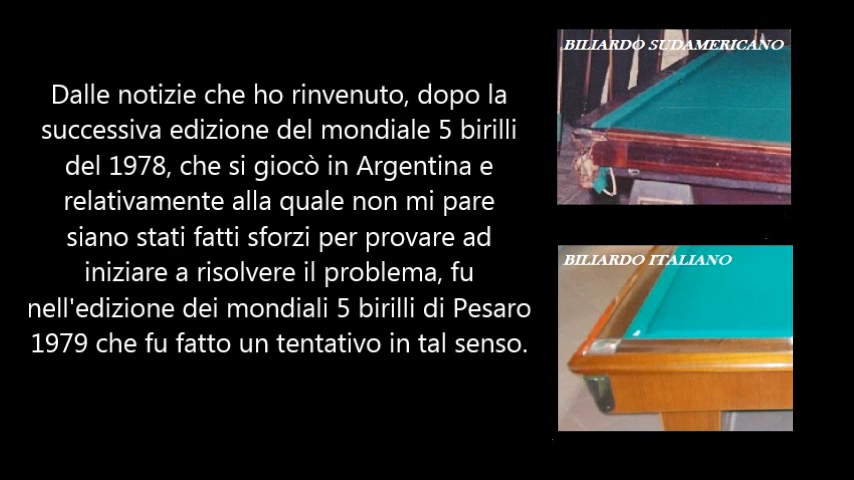 Dalle notizie che ho rinvenuto, dopo la
successiva edizione del mondiale 5 birilli
del 1978, che si giocò in Argentina e
relativamente alla quale non mi pare
siano stati fatti sforzi per provare ad
iniziare a risolvere il problema, fu
nell'edizione dei mondiali 5 birilli di Pesaro
1979 che fu fatto un tentativo in tal senso.
BILIARDO SUDAMERICANO
BILIARDO ITALIANO